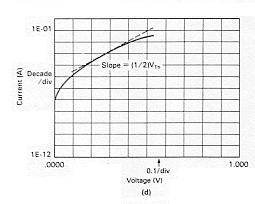 1E-01
Slope = (1/2)V_Th
Current (A)
Decade
/div
1E-12
.0000
0.1/div
1.000
Voltage (V)
(d)